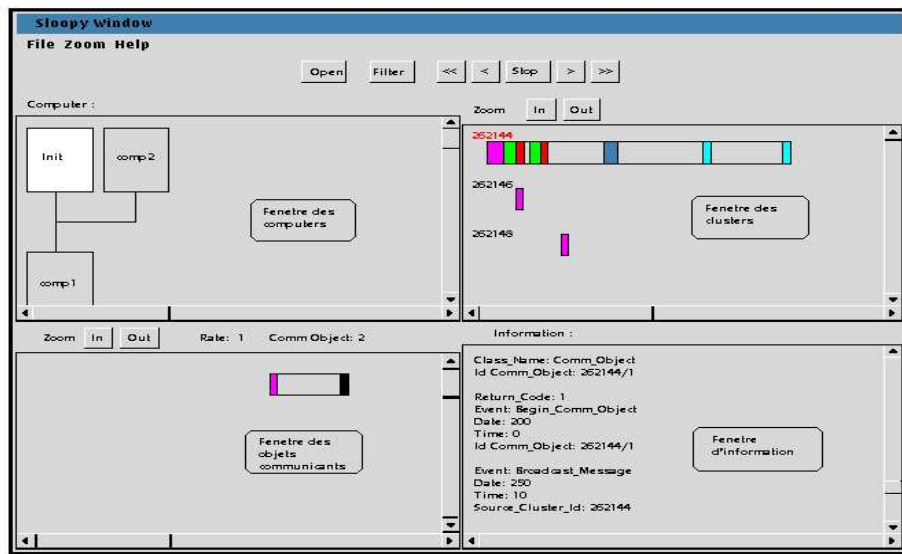 Sloopy Window
File Zoom Help
Open Filter << < Stop > >>
Computer :
Init
comp2
comp1
Fenetre des
computers
Zoom In Out
262144
262146
262148
Fenetre des
clusters
Zoom In Out Rate: 1 Comm Object: 2
Fenetre des
objets
communicants
Information :
Class_Name: Comm_Object
Id Comm_Object: 262144/1
Return_Code: 1
Event: Begin_Comm_Object
Date: 200
Time: 0
Id Comm_Object: 262144/1
Event: Broadcast_Message
Date: 250
Time: 10
Source_Cluster_Id: 262144
Fenetre
d'information